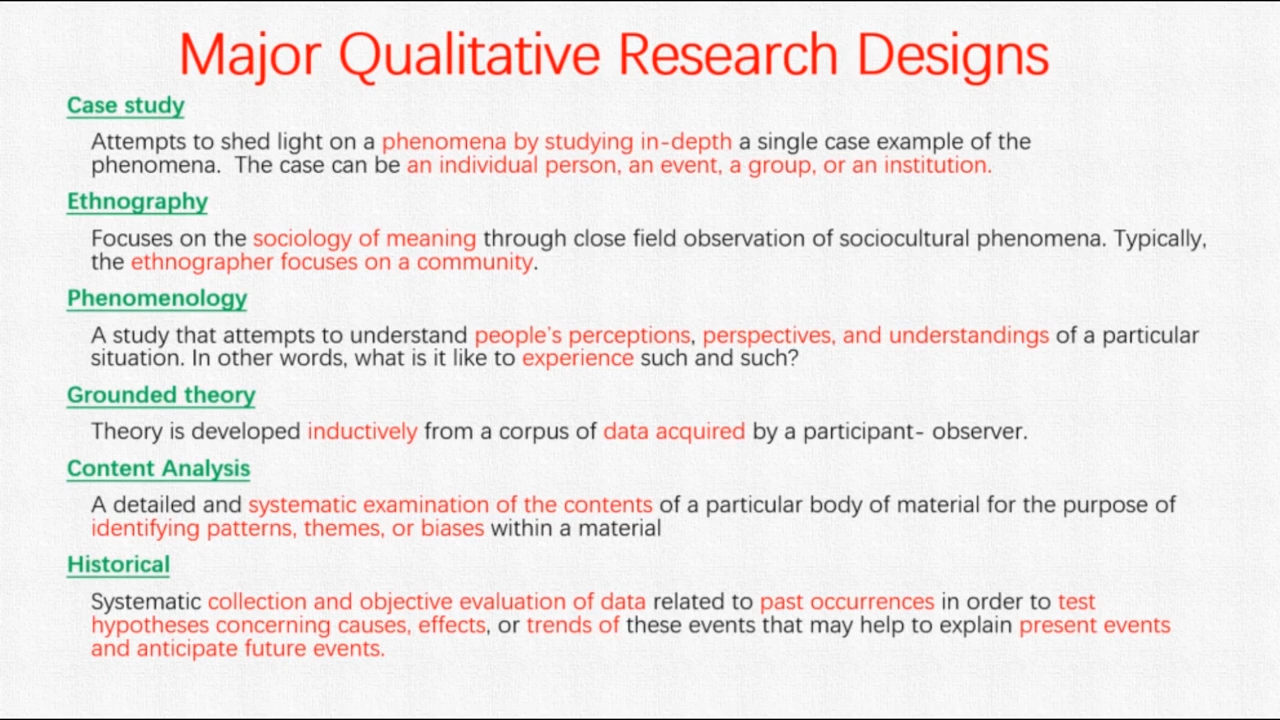 Major Qualitative Research Designs
Case study
Attempts to shed light on a phenomena by studying in-depth a single case example of the
phenomena.  The case can be an individual person, an event, a group, or an institution.
Ethnography
Focuses on the sociology of meaning through close field observation of sociocultural phenomena. Typically,
the ethnographer focuses on a community.
Phenomenology
A study that attempts to understand people's perceptions, perspectives, and understandings of a particular
situation. In other words, what is it like to experience such and such?
Grounded theory
Theory is developed inductively from a corpus of data acquired by a participant- observer.
Content Analysis
A detailed and systematic examination of the contents of a particular body of material for the purpose of
identifying patterns, themes, or biases within a material
Historical
Systematic collection and objective evaluation of data related to past occurrences in order to test
hypotheses concerning causes, effects, or trends of these events that may help to explain present events
and anticipate future events.